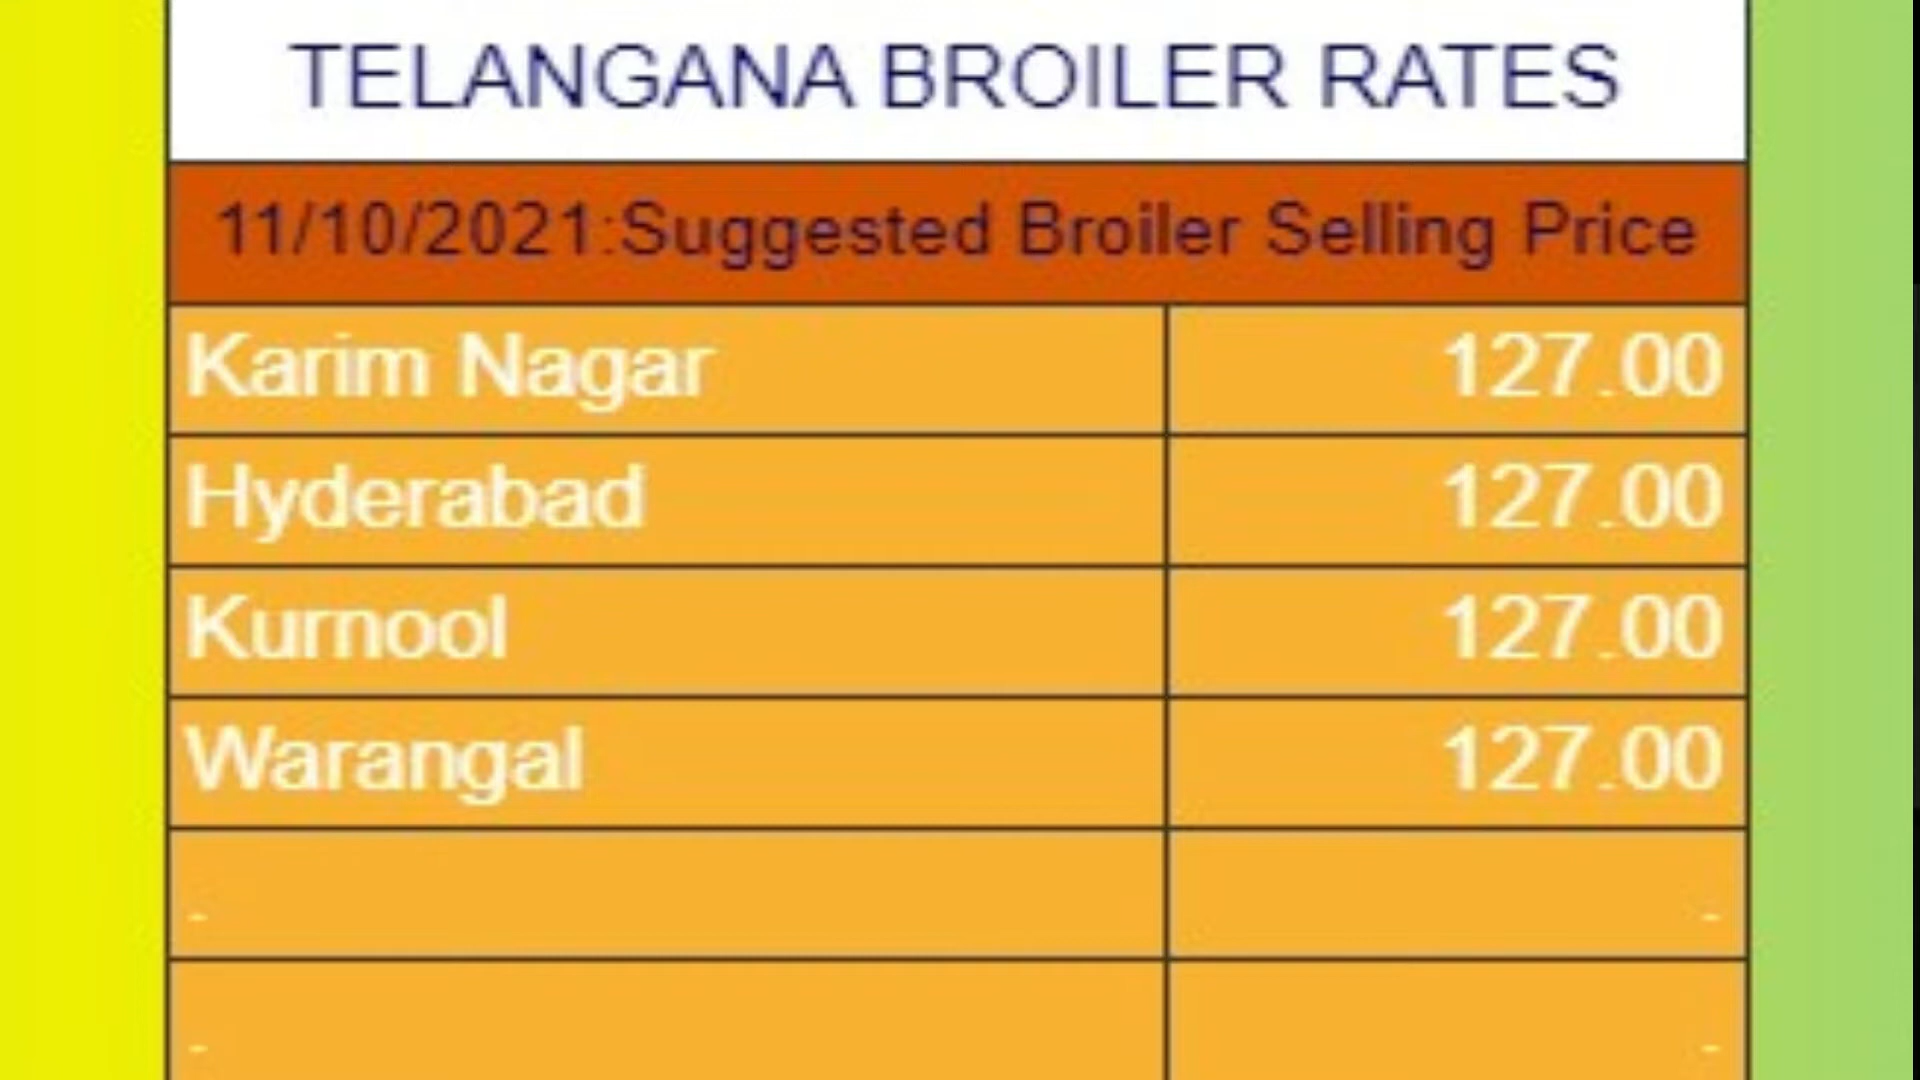 TELANGANA BROILER RATES
11/10/2021:Suggested Broiler Selling Price
Karim Nagar 127.00
Hyderabad 127.00
Kurnool 127.00
Warangal 127.00
- -
- -